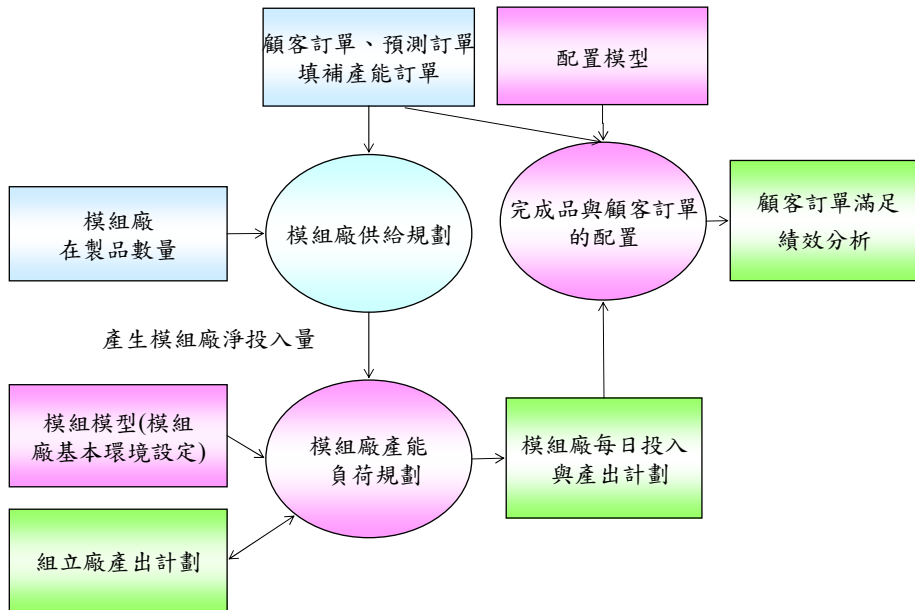 顧客訂單、預測訂單
填補產能訂單
配置模型
模組廠
在製品數量
模組廠供給規劃
完成品與顧客訂單
的配置
顧客訂單滿足
績效分析
產生模組廠淨投入量
模組模型(模組
廠基本環境設定)
模組廠產能
負荷規劃
模組廠每日投入
與產出計劃
組立廠產出計劃